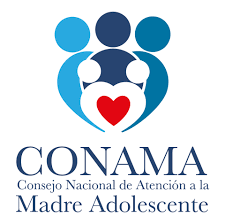 CONAMA
Consejo Nacional de Atención a la
Madre Adolescente